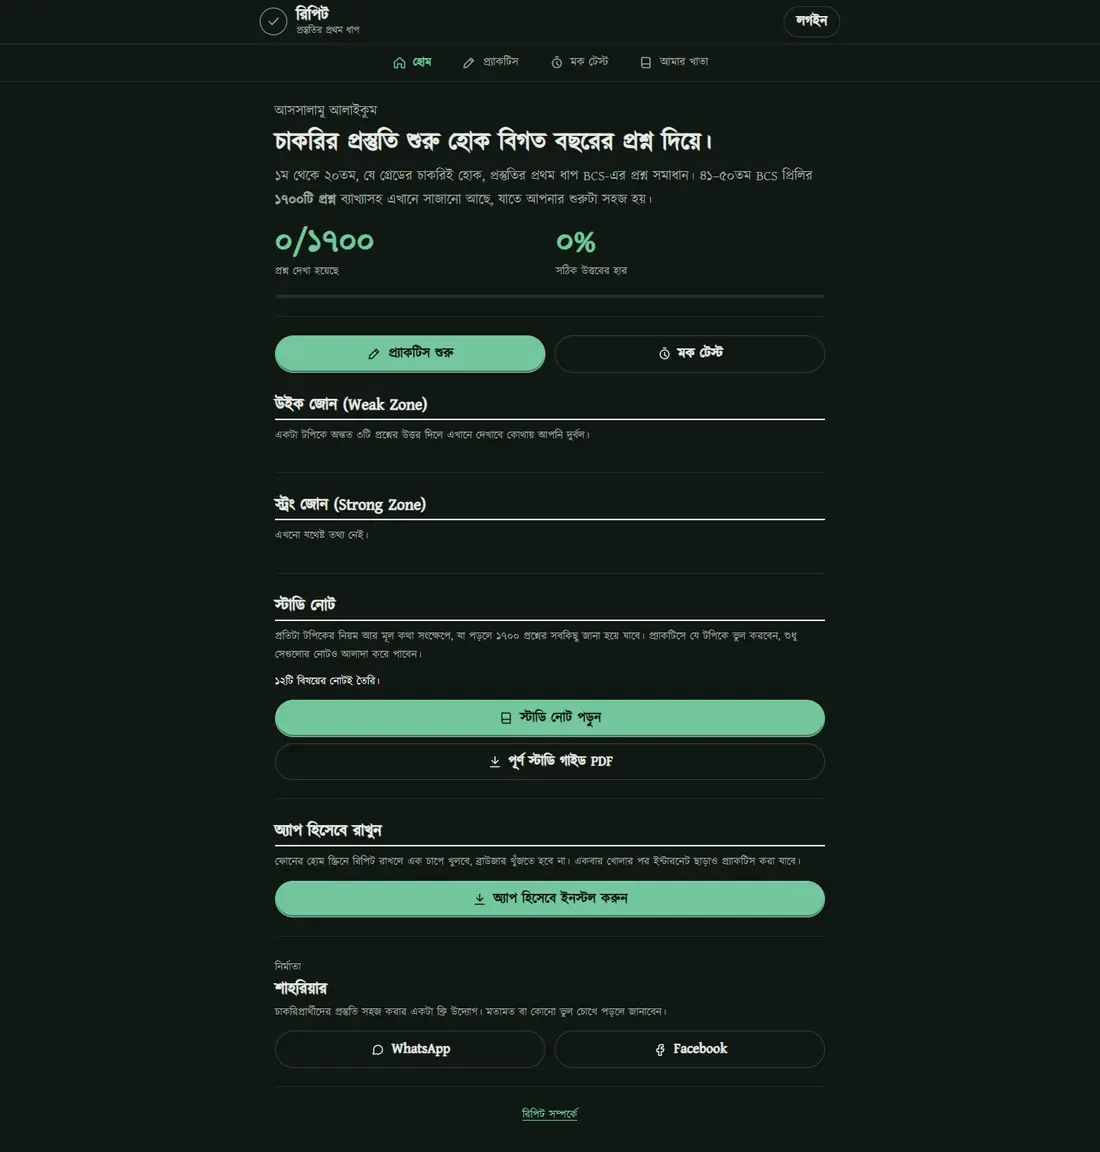 রিপিট
প্রস্তুতির প্রথম ধাপ
লগইন
হোম
প্র্যাকটিস
মক টেস্ট
আমার খাতা
আসসালামু আলাইকুম
চাকরির প্রস্তুতি শুরু হোক বিগত বছরের প্রশ্ন দিয়ে।
১ম থেকে ২০তম, যে গ্রেডের চাকরিই হোক, প্রস্তুতির প্রথম ধাপ BCS-এর প্রশ্ন সমাধান। ৪১–৫০তম BCS প্রিলির
১৭০০টি প্রশ্ন ব্যাখ্যাসহ এখানে সাজানো আছে, যাতে আপনার শুরুটা সহজ হয়।
০/১৭০০
০%
প্রশ্ন দেখা হয়েছে
সঠিক উত্তরের হার
প্র্যাকটিস শুরু
মক টেস্ট
উইক জোন (Weak Zone)
একটা টপিকে অন্তত ৩টি প্রশ্নের উত্তর দিলে এখানে দেখাবে কোথায় আপনি দুর্বল।
স্ট্রং জোন (Strong Zone)
এখনো যথেষ্ট তথ্য নেই।
স্টাডি নোট
প্রতিটা টপিকের নিয়ম আর মূল কথা সংক্ষেপে, যা পড়লে ১৭০০ প্রশ্নের সবকিছু জানা হয়ে যাবে। প্র্যাকটিসে যে টপিকে ভুল করবেন, শুধু
সেগুলোর নোটও আলাদা করে পাবেন।
১২টি বিষয়ের নোটই তৈরি।
স্টাডি নোট পড়ুন
পূর্ণ স্টাডি গাইড PDF
অ্যাপ হিসেবে রাখুন
ফোনের হোম স্ক্রিনে রিপিট রাখলে এক চাপে খুলবে, ব্রাউজার খুঁজতে হবে না। একবার খোলার পর ইন্টারনেট ছাড়াও প্র্যাকটিস করা যাবে।
অ্যাপ হিসেবে ইনস্টল করুন
নির্মাতা
শাহরিয়ার
চাকরিপ্রার্থীদের প্রস্তুতি সহজ করার একটা ফ্রি উদ্যোগ। মতামত বা কোনো ভুল চোখে পড়লে জানাবেন।
WhatsApp
Facebook
রিপিট সম্পর্কে